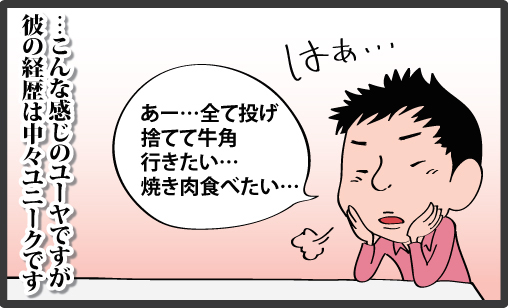 はぁ…
あー…全て投げ
捨てて牛角
行きたい…
焼き肉食べたい…
…こんな感じのユーヤですが
彼の経歴は中々ユニークです